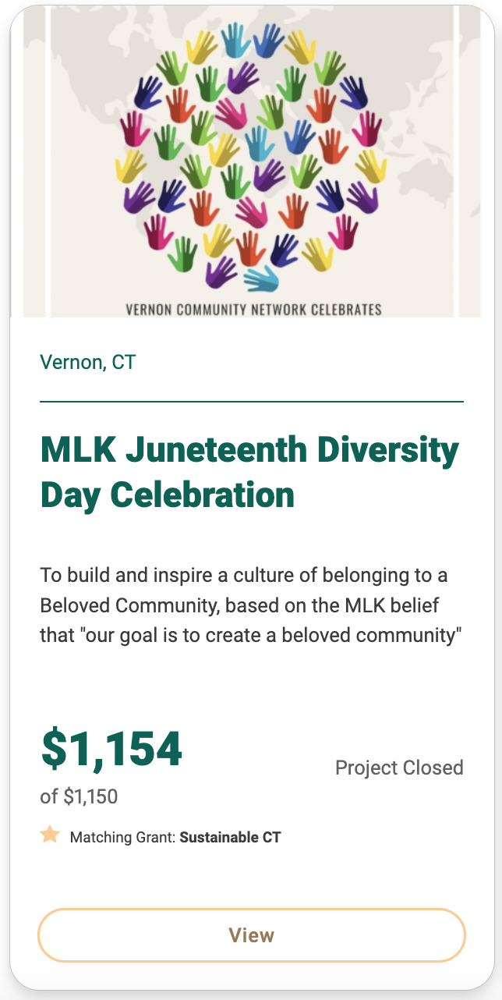 VERNON COMMUNITY NETWORK CELEBRATES
Vernon, CT
MLK Juneteenth Diversity
Day Celebration
To build and inspire a culture of belonging to a
Beloved Community, based on the MLK belief
that "our goal is to create a beloved community"
$1,154
Project Closed
of $1,150
Matching Grant: Sustainable CT
View